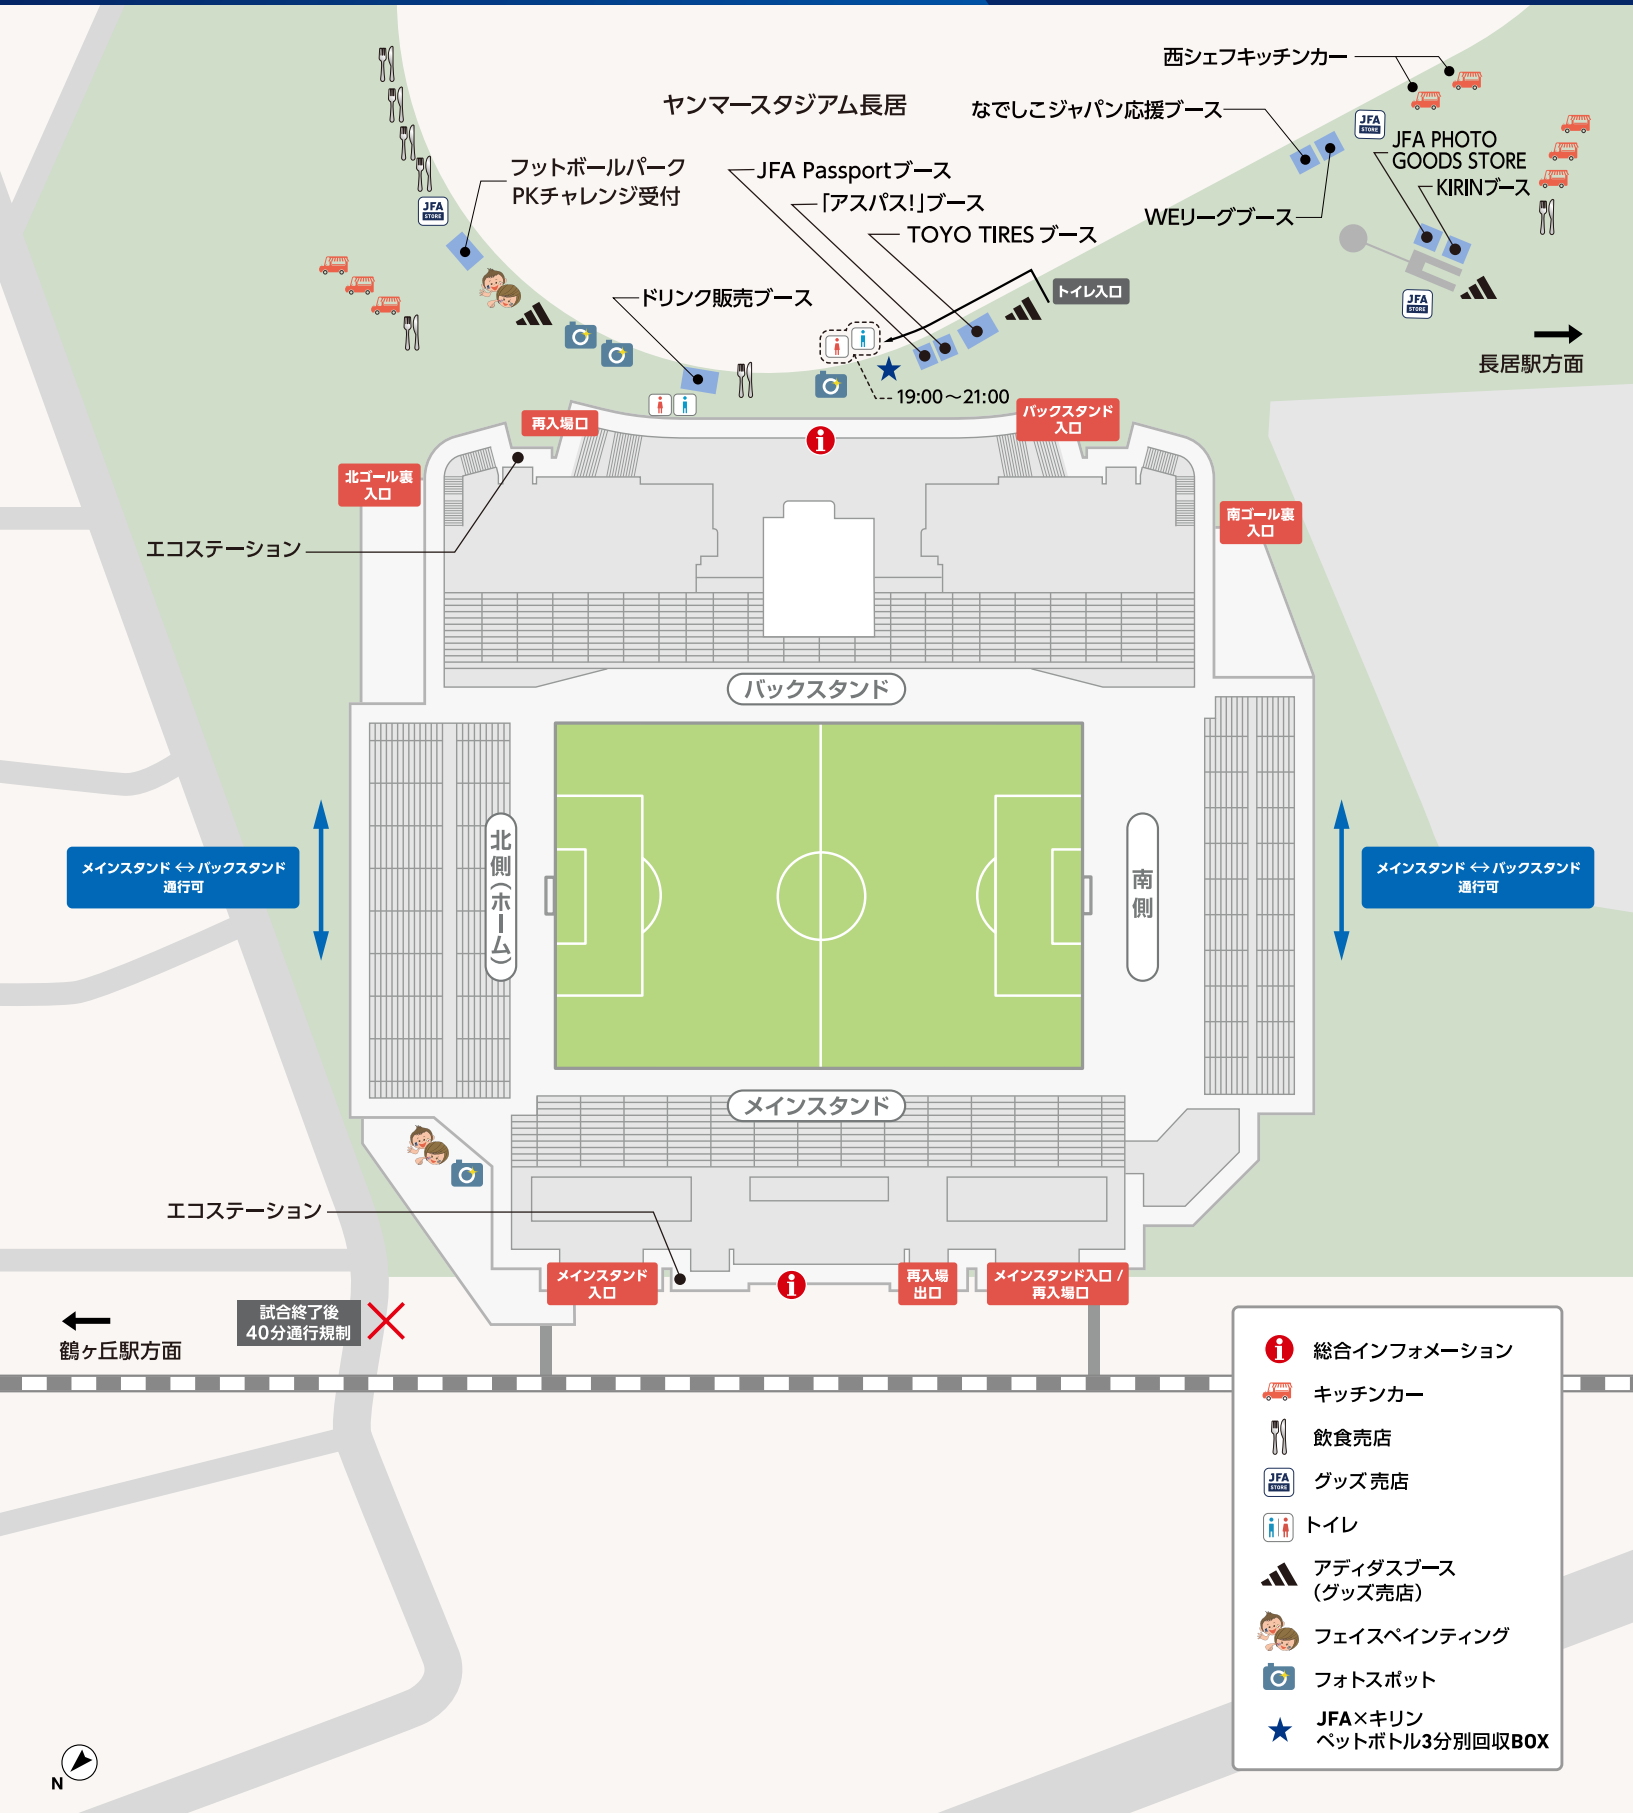 西シェフキッチンカー
ヤンマースタジアム長居
なでしこジャパン応援ブース
JFA
STORE
JFA PHOTO
GOODS STORE
KIRINブース
フットボールパーク
PKチャレンジ受付
JFA Passportブース
「アスパス!」ブース
TOYO TIRES ブース
WEリーグブース
JFA
STORE
ドリンク販売ブース
トイレ入口
JFA
STORE
長居駅方面
19:00～21:00
再入場口
バックスタンド
入口
北ゴール裏
入口
南ゴール裏
入口
エコステーション
バックスタンド
北側(ホーム)
南側
メインスタンド ↔ バックスタンド
通行可
メインスタンド ↔ バックスタンド
通行可
メインスタンド
エコステーション
メインスタンド
入口
再入場
出口
メインスタンド入口 /
再入場口
試合終了後
40分通行規制
鶴ヶ丘駅方面
総合インフォメーション
キッチンカー
飲食売店
JFA
STORE
グッズ売店
トイレ
アディダスブース
(グッズ売店)
フェイスペインティング
フォトスポット
JFA×キリン
ペットボトル3分別回収BOX
N